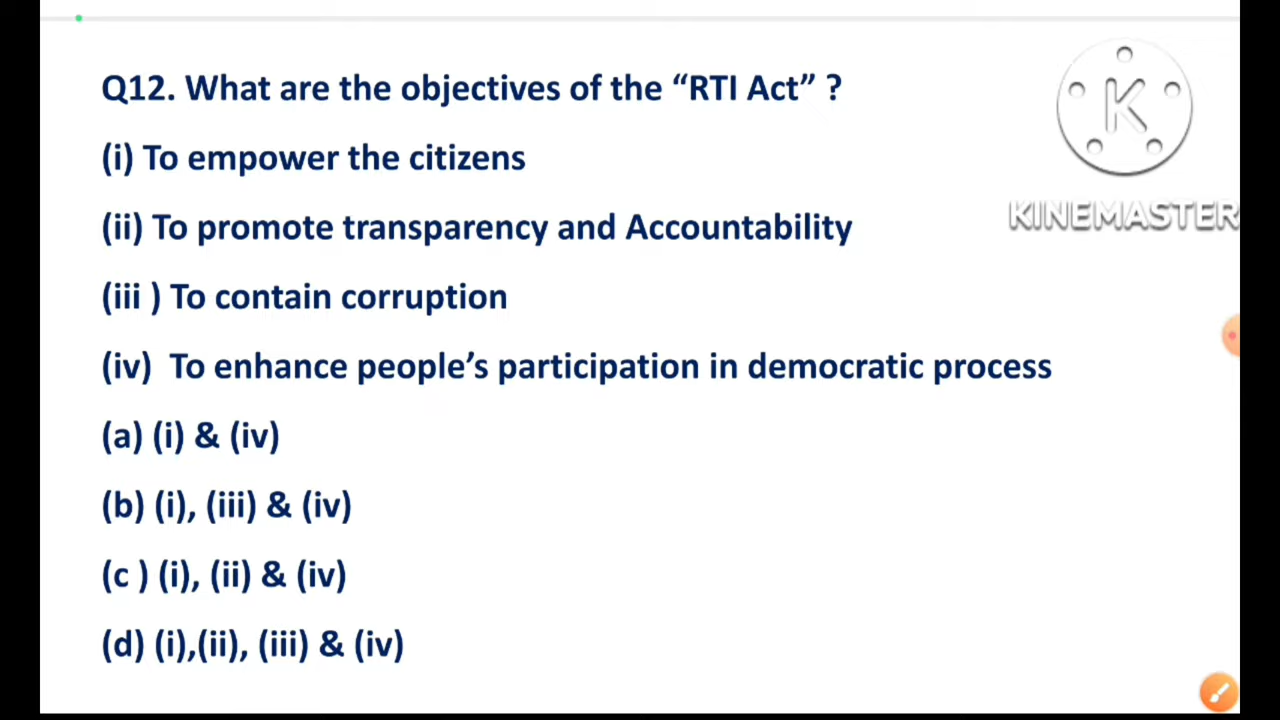 Q12. What are the objectives of the “RTI Act” ?
(i) To empower the citizens
(ii) To promote transparency and Accountability
(iii ) To contain corruption
(iv)  To enhance people’s participation in democratic process
(a) (i) & (iv)
(b) (i), (iii) & (iv)
(c ) (i), (ii) & (iv)
(d) (i),(ii), (iii) & (iv)
K
KINEMASTER